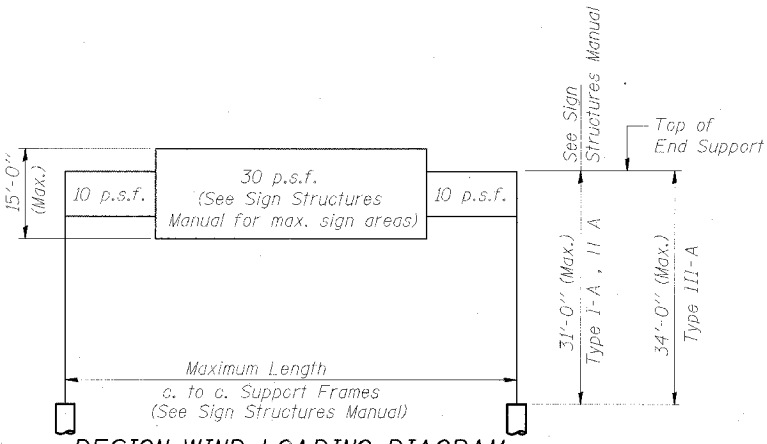 See Sign
Structures Manual
Top of
End Support
15'-0"
(Max.)
10 p.s.f.
30 p.s.f.
(See Sign Structures
Manual for max. sign areas)
10 p.s.f.
31'-0" (Max.)
Type I-A , II A
34'-0" (Max.)
Type III-A
Maximum Length
c. to c. Support Frames
(See Sign Structures Manual)
DESIGN WIND LOADING DIAGRAM